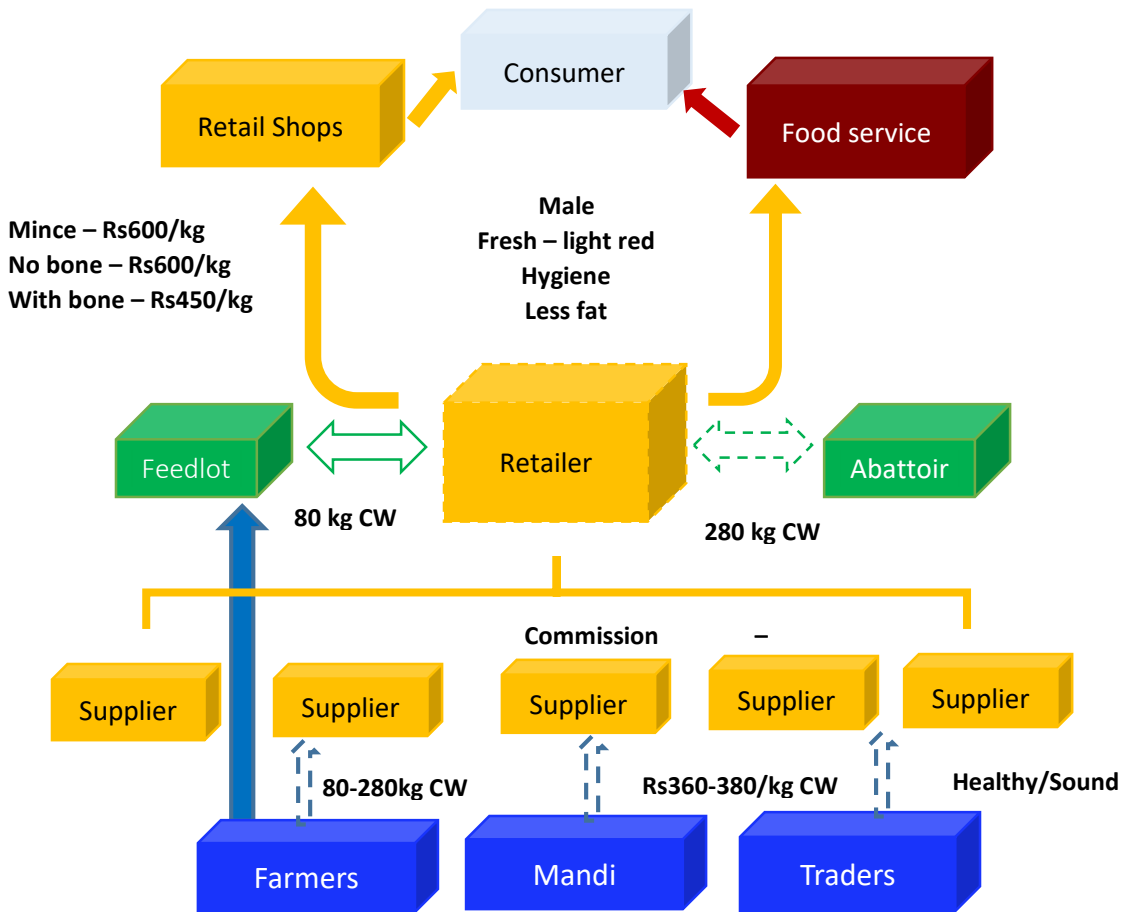 Consumer
Retail Shops
Food service
Mince – Rs600/kg
No bone – Rs600/kg
With bone – Rs450/kg
Male
Fresh – light red
Hygiene
Less fat
Feedlot
Retailer
Abattoir
80 kg CW
280 kg CW
Commission –
Supplier
Supplier
Supplier
Supplier
Supplier
80-280kg CW
Rs360-380/kg CW
Healthy/Sound
Farmers
Mandi
Traders